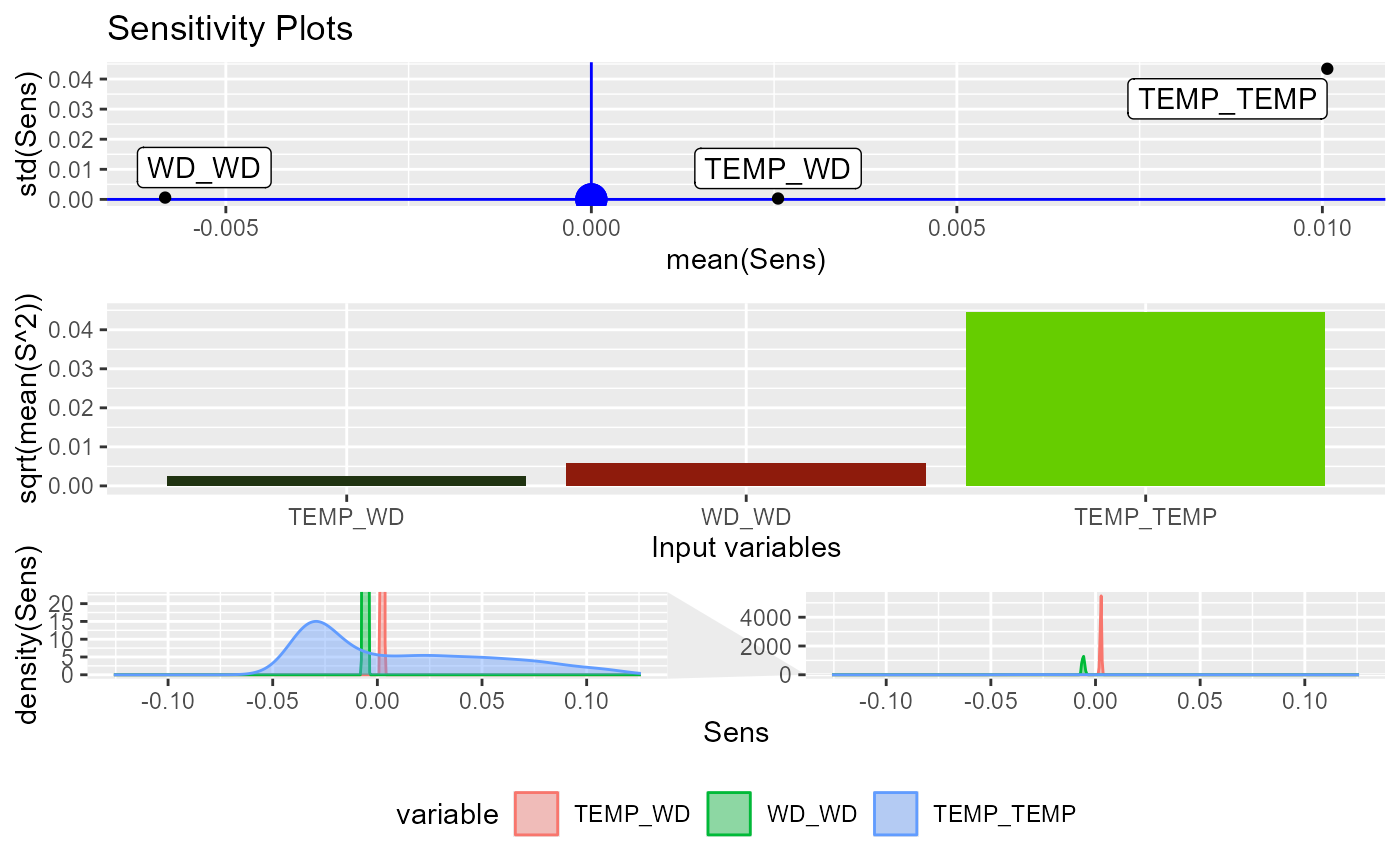 Sensitivity Plots
std(Sens)
0.04
0.03
0.02
0.01
0.00
WD_WD
TEMP_WD
TEMP_TEMP
-0.005
0.000
0.005
0.010
mean(Sens)
sqrt(mean(S^2))
0.04
0.03
0.02
0.01
0.00
TEMP_WD
WD_WD
TEMP_TEMP
Input variables
density(Sens)
20
15
10
5
0
-0.10
-0.05
0.00
0.05
0.10
4000
2000
0
-0.10
-0.05
0.00
0.05
0.10
Sens
variable
TEMP_WD
WD_WD
TEMP_TEMP